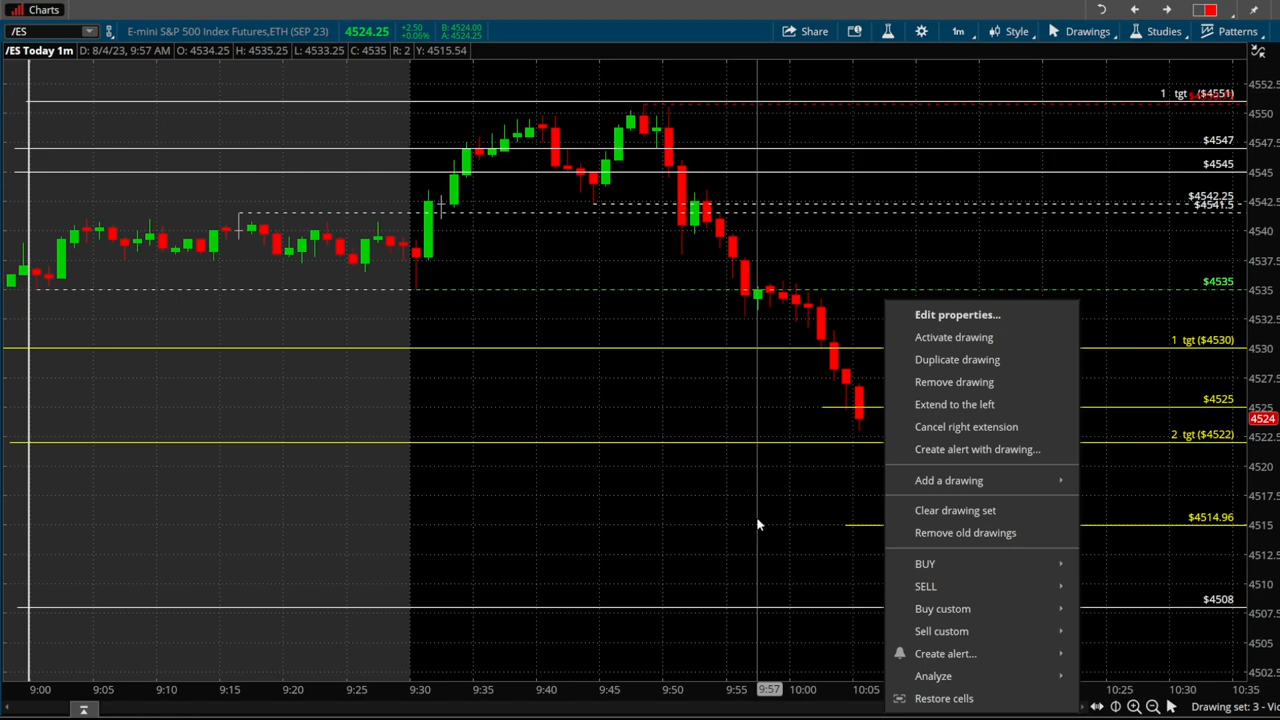 Charts
/ES
E-mini S&P 500 Index Futures,ETH (SEP 23)
4524.25
+2.50
+0.06%
B: 4524.00
A: 4524.25
Share
1m
Style
Drawings
Studies
Patterns
/ES Today 1m
D: 8/4/23, 9:57 AM
O: 4534.25
H: 4535.25
L: 4533.25
C: 4535
R: 2
Y: 4515.54
1 tgt ($4551)
$4547
$4545
$4542.25
$4541.5
$4535
1 tgt ($4530)
$4525
2 tgt ($4522)
$4514.96
$4508
4552.5
4550
4547.5
4545
4542.5
4540
4537.5
4535
4532.5
4530
4527.5
4525
4524
4522.5
4520
4517.5
4515
4512.5
4510
4507.5
4505
4502.5
Edit properties...
Activate drawing
Duplicate drawing
Remove drawing
Extend to the left
Cancel right extension
Create alert with drawing...
Add a drawing
Clear drawing set
Remove old drawings
BUY
SELL
Buy custom
Sell custom
Create alert...
Analyze
Restore cells
9:00
9:05
9:10
9:15
9:20
9:25
9:30
9:35
9:40
9:45
9:50
9:55
9:57
10:00
10:05
10:25
10:30
10:35
Drawing set: 3 - Vic